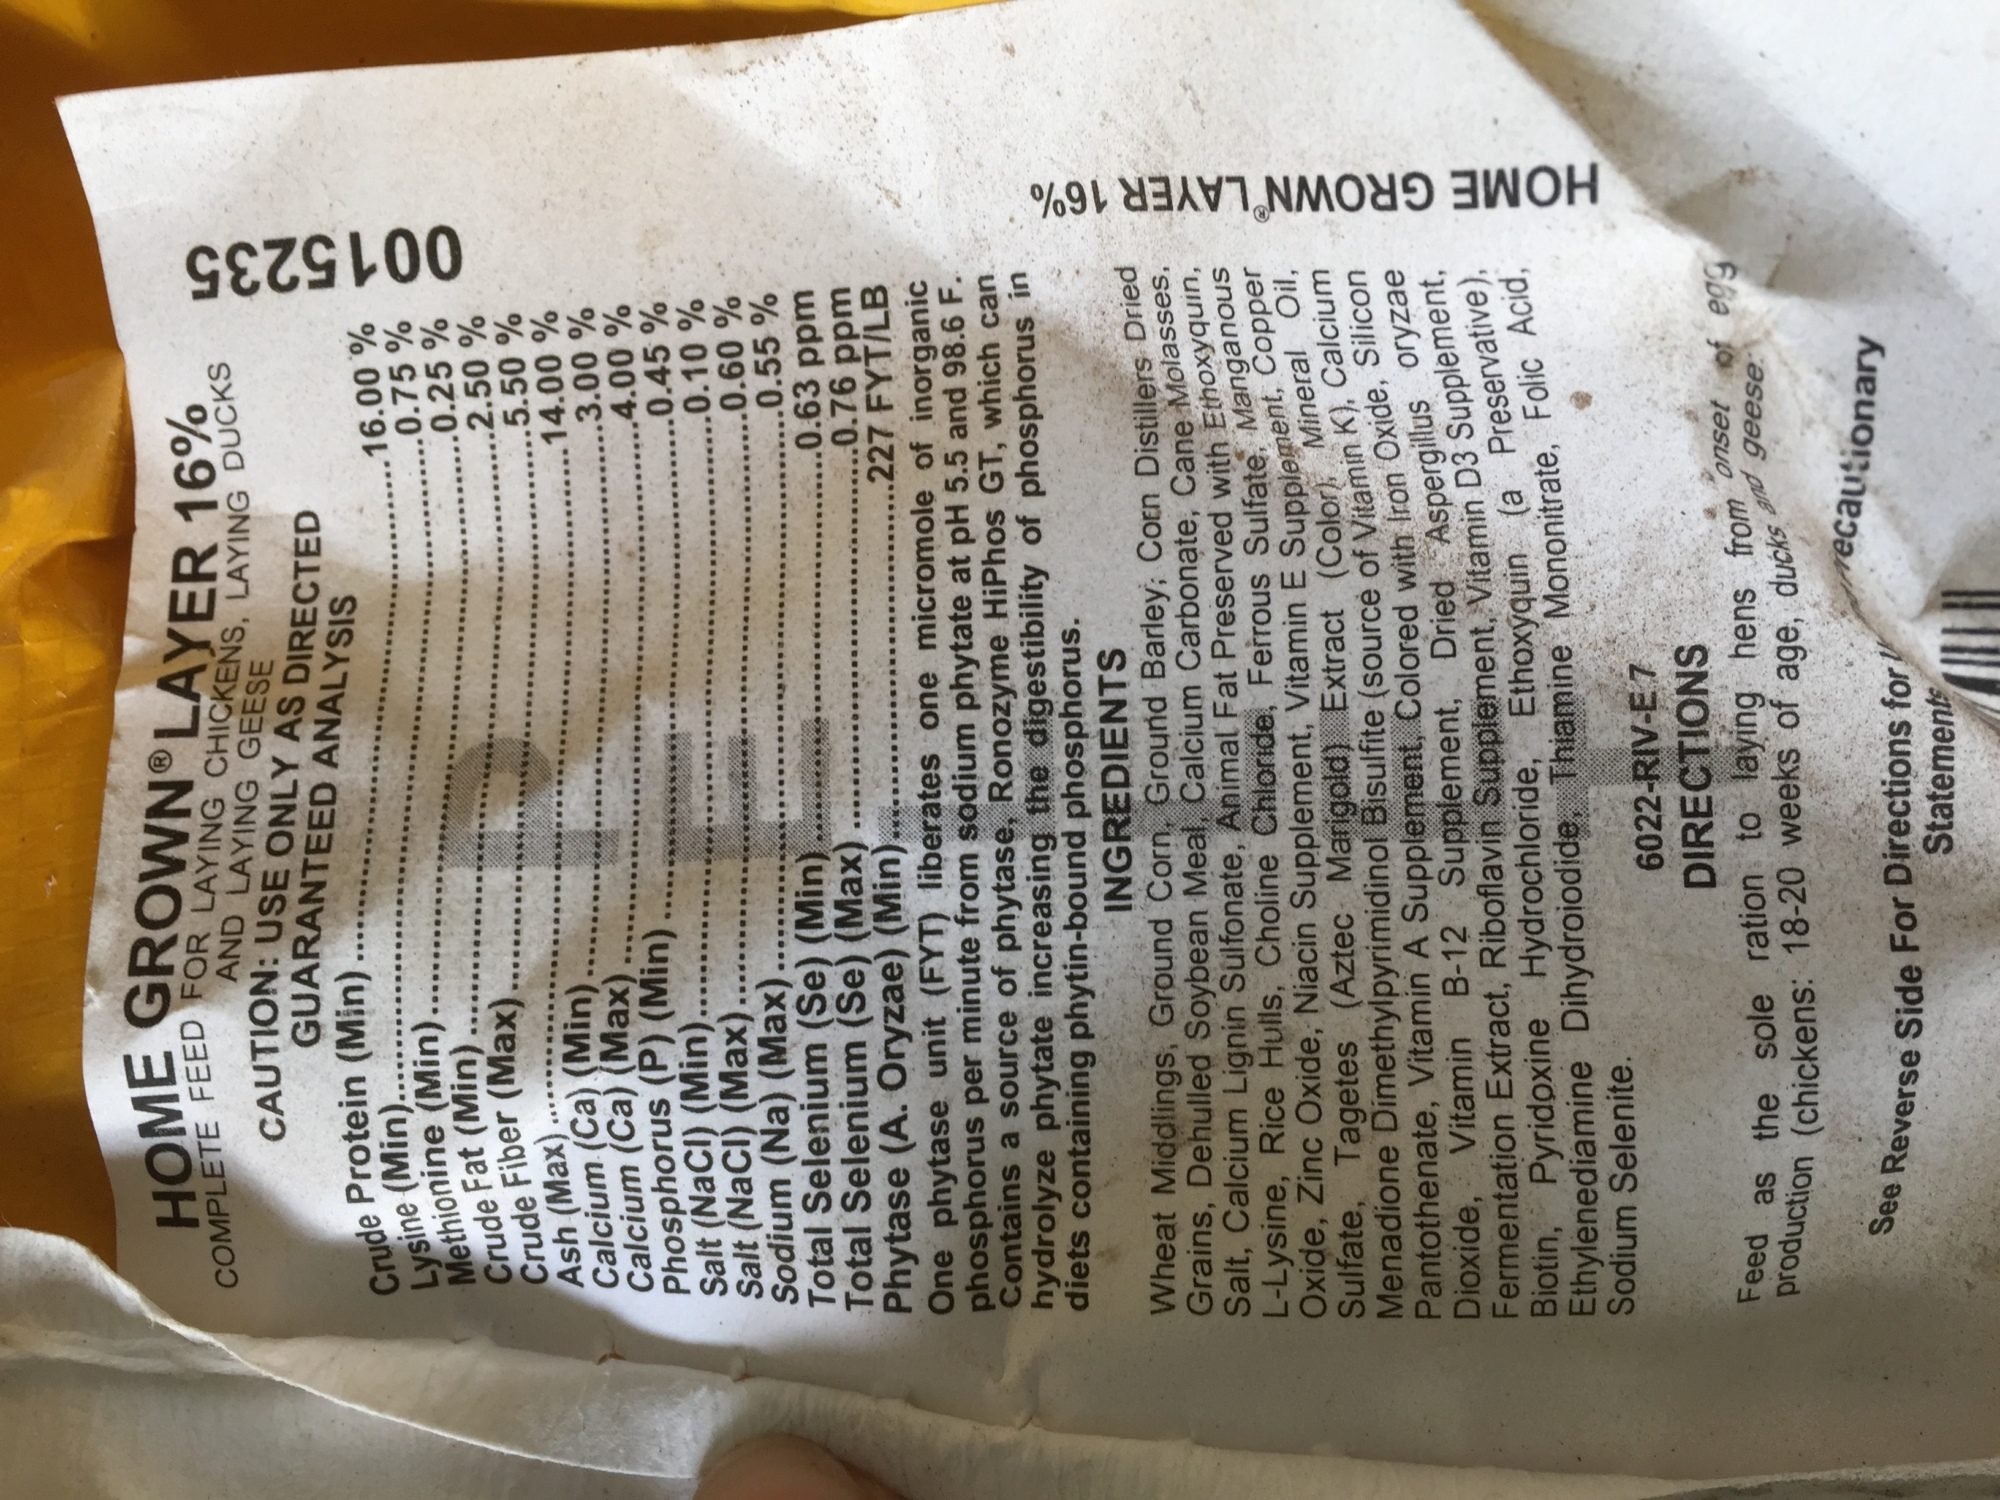 HOME GROWN® LAYER 16%
0015235
COMPLETE FEED FOR LAYING CHICKENS, LAYING DUCKS
AND LAYING GEESE
CAUTION: USE ONLY AS DIRECTED
GUARANTEED ANALYSIS
Crude Protein (Min)..........16.00 %
Lysine (Min)..........0.75 %
Methionine (Min)..........0.25 %
Crude Fat (Min)..........2.50 %
Crude Fiber (Max)..........5.50 %
Ash (Max)..........14.00 %
Calcium (Ca) (Min)..........3.00 %
Calcium (Ca) (Max)..........4.00 %
Phosphorus (P) (Min)..........0.45 %
Salt (NaCl) (Min)..........0.10 %
Salt (NaCl) (Max)..........0.60 %
Sodium (Na) (Max)..........0.55 %
Total Selenium (Se) (Min)..........0.63 ppm
Total Selenium (Se) (Max)..........0.76 ppm
Phytase (A. Oryzae) (Min)..........227 FYT/LB
One phytase unit (FYT) liberates one micromole of inorganic
phosphorus per minute from sodium phytate at pH 5.5 and 98.6 F.
Contains a source of phytase, Ronozyme HiPhos GT, which can
hydrolyze phytate increasing the digestibility of phosphorus in
diets containing phytin-bound phosphorus.
INGREDIENTS
Wheat Middlings, Ground Corn, Ground Barley, Corn Distillers Dried
Grains, Dehulled Soybean Meal, Calcium Carbonate, Cane Molasses,
Salt, Calcium Lignin Sulfonate, Animal Fat Preserved with Ethoxyquin,
L-Lysine, Rice Hulls, Choline Chloride, Ferrous Sulfate, Manganous
Oxide, Zinc Oxide, Niacin Supplement, Vitamin E Supplement, Copper
Sulfate, Tagetes (Aztec Marigold) Extract (Color), Mineral Oil,
Menadione Dimethylpyrimidinol Bisulfite (source of Vitamin K), Calcium
Pantothenate, Vitamin A Supplement, Colored with Iron Oxide, Silicon
Dioxide, Vitamin B-12 Supplement, Dried Aspergillus oryzae
Fermentation Extract, Riboflavin Supplement, Vitamin D3 Supplement,
Biotin, Pyridoxine Hydrochloride, Ethoxyquin (a Preservative),
Ethylenediamine Dihydroiodide, Thiamine Mononitrate, Folic Acid,
Sodium Selenite.
6022-RIV-E 7
DIRECTIONS
Feed as the sole ration to laying hens from onset of egg
production (chickens: 18-20 weeks of age, ducks and geese:
See Reverse Side For Directions for
Statements
HOME GROWN® LAYER 16%